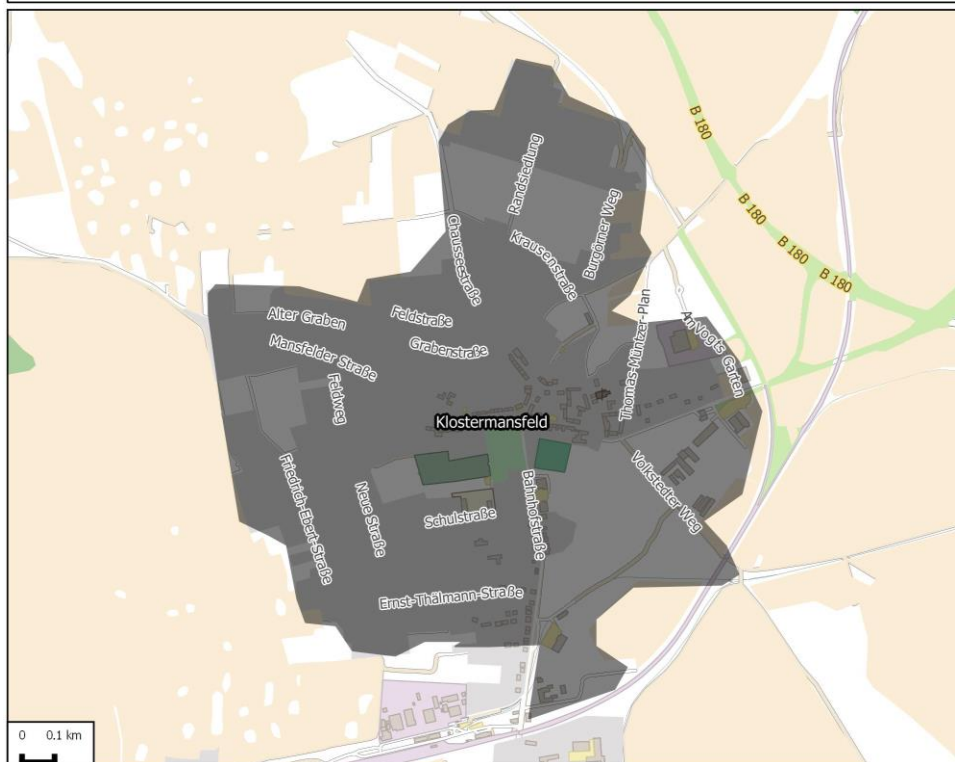 B 180
Randsiedlung
B 180
Burgörner Weg
Chausseestraße
Krausenstraße
B 180
B 180
Alter Graben
Feldstraße
Thomas-Müntzer-Plan
An Vogts Garten
Mansfelder Straße
Grabenstraße
Feldweg
Klostermansfeld
Friedrich-Ebert-Straße
Neue Straße
Schulstraße
Bahnhofstraße
Volkstedter Weg
Ernst-Thälmann-Straße
0 0.1 km